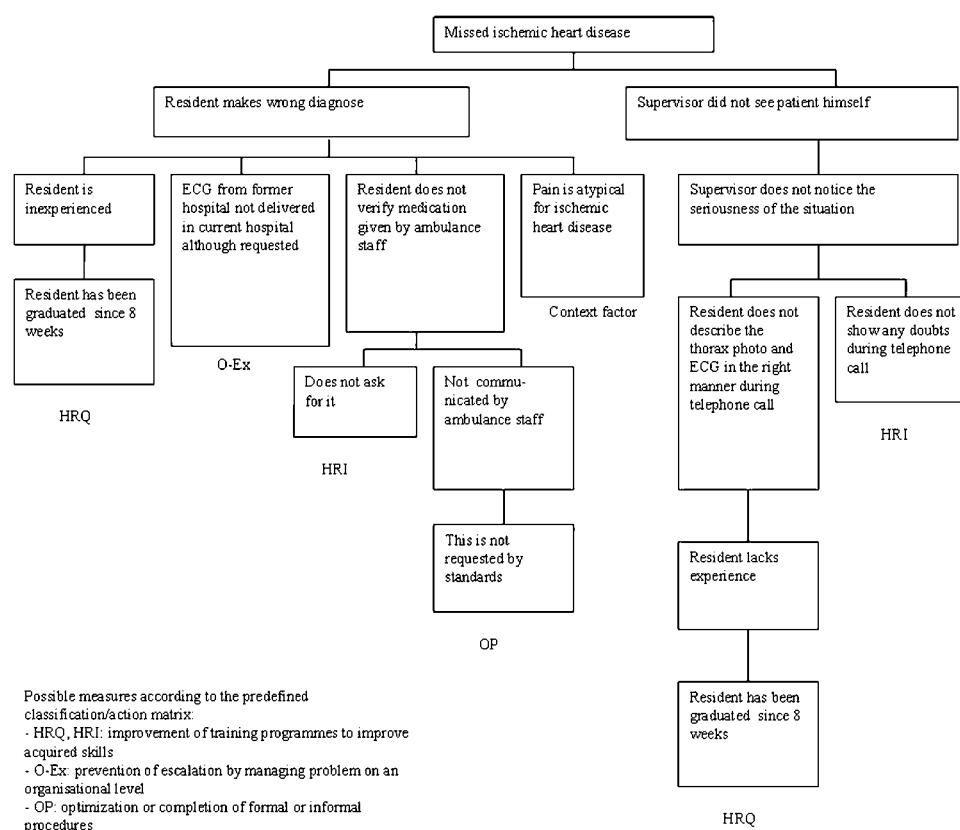 Missed ischemic heart disease
Resident makes wrong diagnose
Supervisor did not see patient himself
Resident is
inexperienced
ECG from former
hospital not delivered
in current hospital
although requested
Resident does not
verify medication
given by ambulance
staff
Pain is atypical
for ischemic
heart disease
Supervisor does not notice the
seriousness of the situation
Resident has been
graduated since 8
weeks
Context factor
Resident does not
describe the
thorax photo and
ECG in the right
manner during
telephone call
Resident does not
show any doubts
during telephone
call
O-Ex
Does not ask
for it
Not commu-
nicated by
ambulance staff
HRQ
HRI
HRI
This is not
requested by
standards
Resident lacks
experience
OP
Possible measures according to the predefined
classification/action matrix:
- HRQ, HRI: improvement of training programmes to improve
acquired skills
- O-Ex: prevention of escalation by managing problem on an
organisational level
- OP: optimization or completion of formal or informal
procedures
Resident has been
graduated since 8
weeks
HRQ